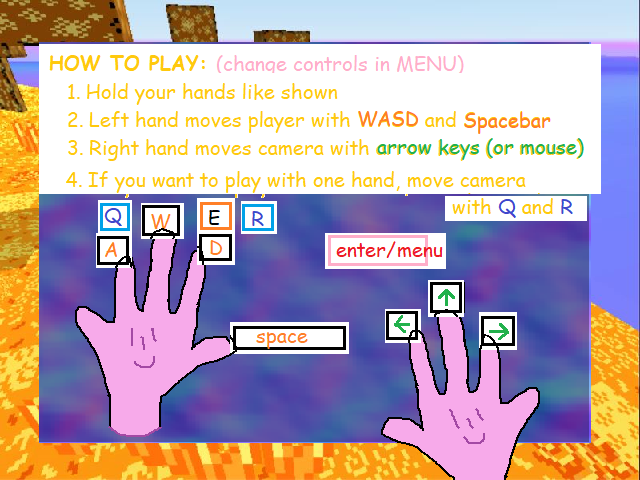 HOW TO PLAY: (change controls in MENU)
1. Hold your hands like shown
2. Left hand moves player with WASD and Spacebar
3. Right hand moves camera with arrow keys (or mouse)
4. If you want to play with one hand, move camera
with Q and R
Q W E R
A D
enter/menu
space